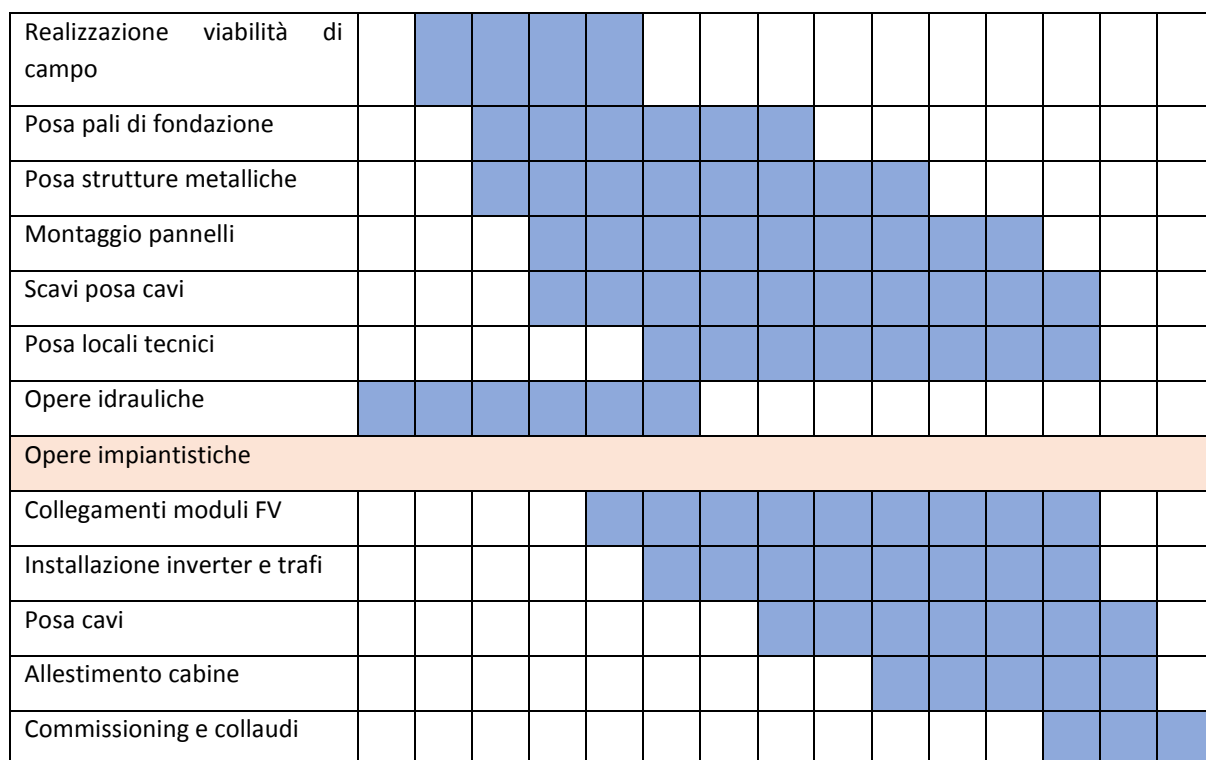 Realizzazione viabilità di
campo
Posa pali di fondazione
Posa strutture metalliche
Montaggio pannelli
Scavi posa cavi
Posa locali tecnici
Opere idrauliche
Opere impiantistiche
Collegamenti moduli FV
Installazione inverter e trafi
Posa cavi
Allestimento cabine
Commissioning e collaudi